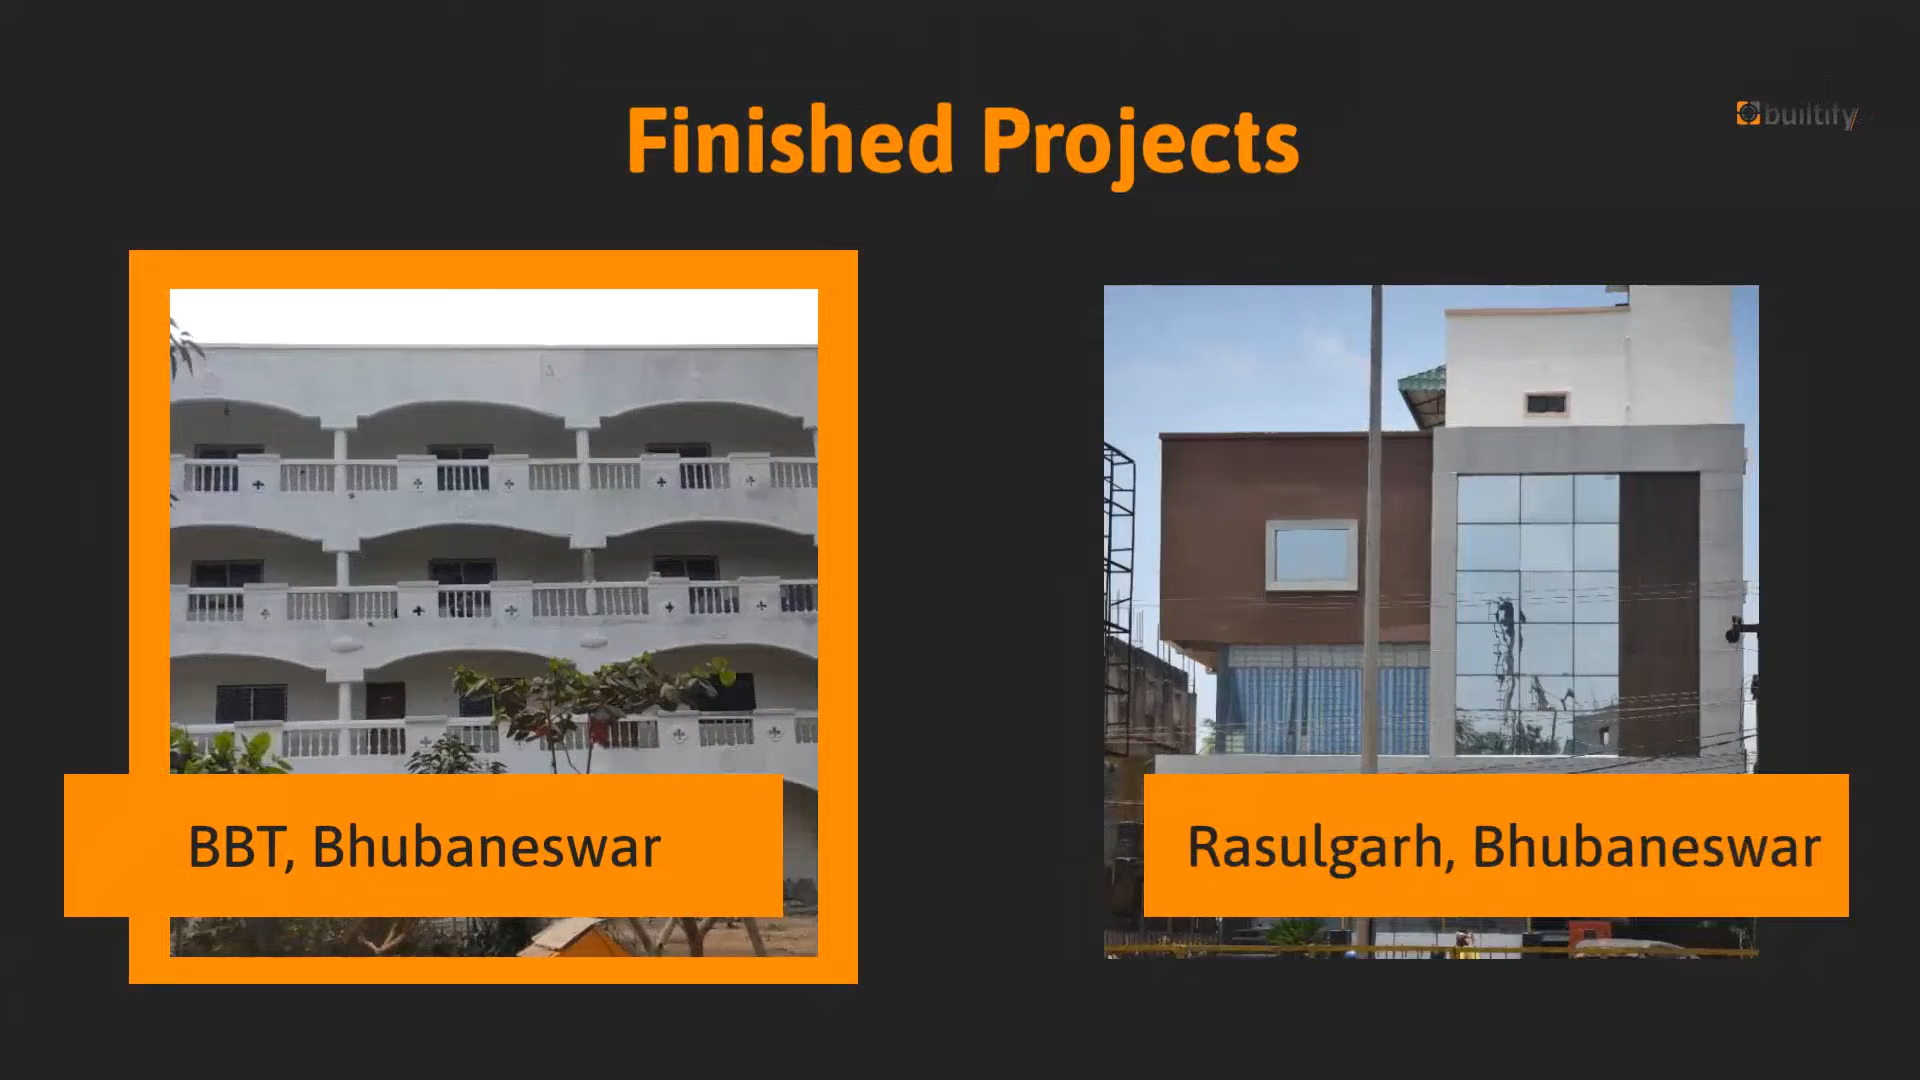 Finished Projects
builtify
BBT, Bhubaneswar
Rasulgarh, Bhubaneswar